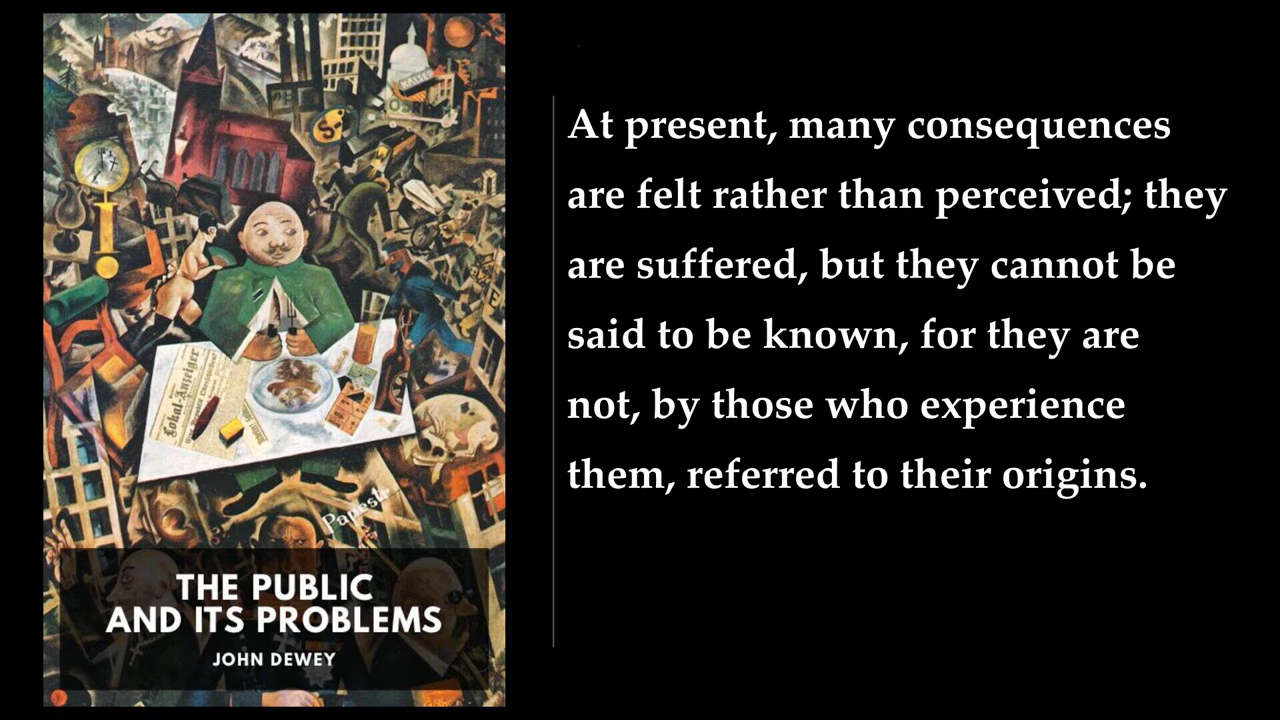 THE PUBLIC
AND ITS PROBLEMS
JOHN DEWEY
Lokal-Anzeiger
At present, many consequences
are felt rather than perceived; they
are suffered, but they cannot be
said to be known, for they are
not, by those who experience
them, referred to their origins.